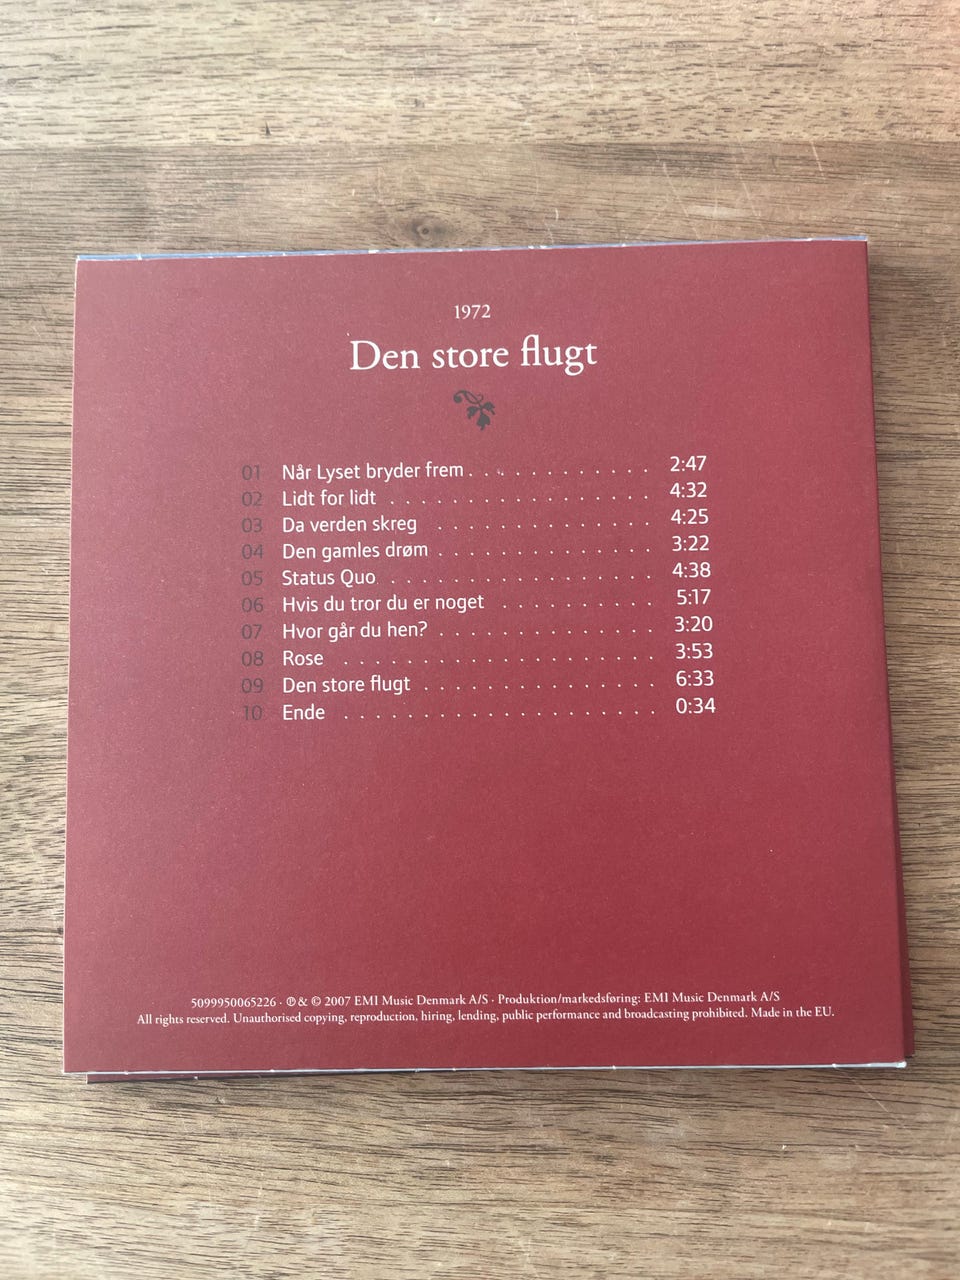 1972
Den store flugt
01 Når Lyset bryder frem . . . . . . . . . . . . 2:47
02 Lidt for lidt . . . . . . . . . . . . . . . . . 4:32
03 Da verden skreg . . . . . . . . . . . . . . 4:25
04 Den gamles drøm . . . . . . . . . . . . . . 3:22
05 Status Quo . . . . . . . . . . . . . . . . . 4:38
06 Hvis du tror du er noget . . . . . . . . . . 5:17
07 Hvor går du hen? . . . . . . . . . . . . . . 3:20
08 Rose . . . . . . . . . . . . . . . . . . . . 3:53
09 Den store flugt . . . . . . . . . . . . . . . 6:33
10 Ende . . . . . . . . . . . . . . . . . . . . 0:34
5099950065226 · ℗ & © 2007 EMI Music Denmark A/S · Produktion/markedsføring: EMI Music Denmark A/S
All rights reserved. Unauthorised copying, reproduction, hiring, lending, public performance and broadcasting prohibited. Made in the EU.